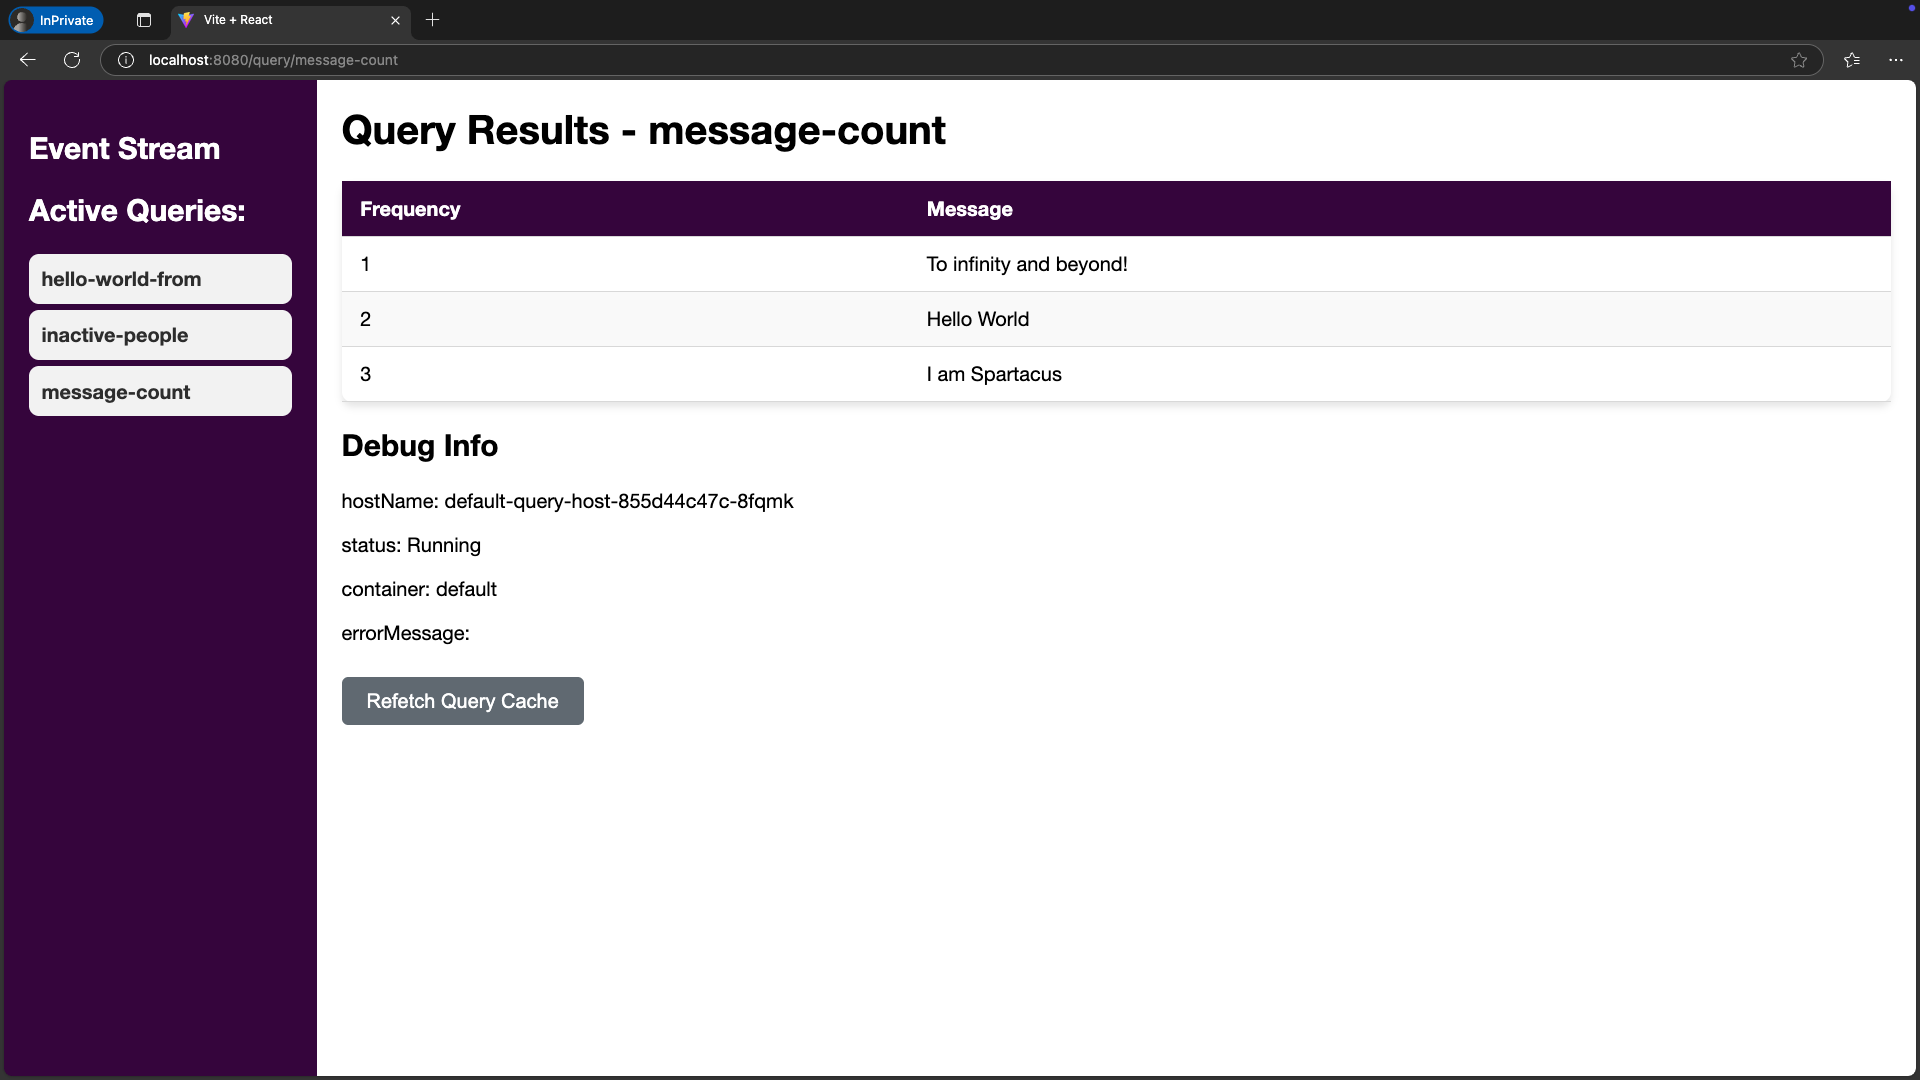 InPrivate
Vite + React
localhost:8080/query/message-count
Event Stream
Active Queries:
hello-world-from
inactive-people
message-count
Query Results - message-count
Frequency Message
1 To infinity and beyond!
2 Hello World
3 I am Spartacus
Debug Info
hostName: default-query-host-855d44c47c-8fqmk
status: Running
container: default
errorMessage:
Refetch Query Cache